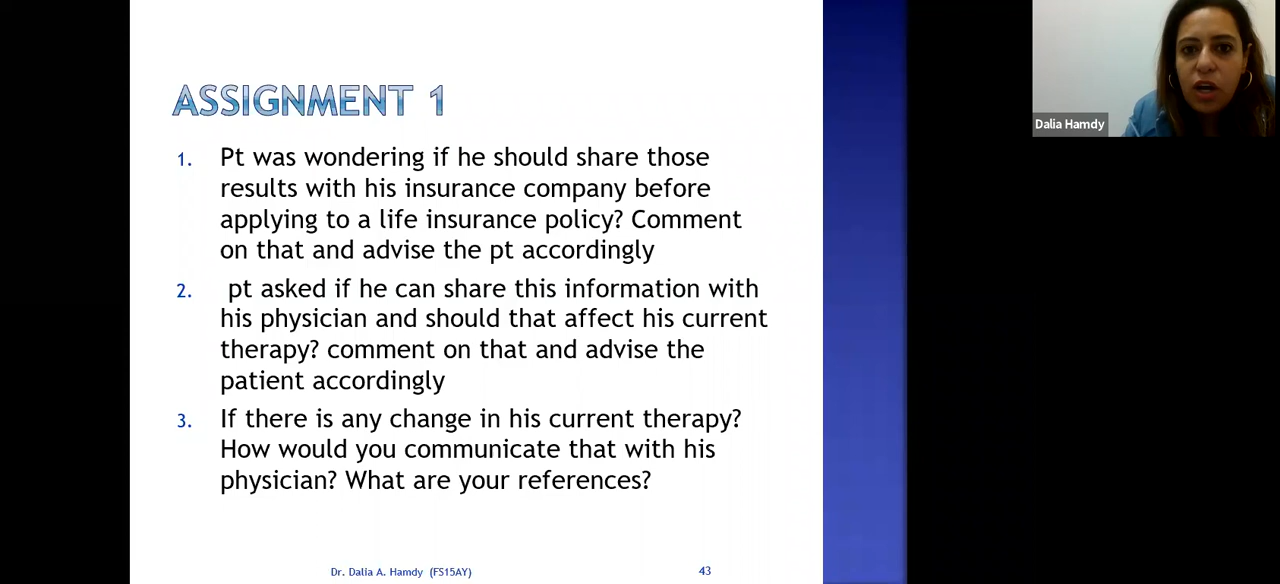 ASSIGNMENT 1
1. Pt was wondering if he should share those
results with his insurance company before
applying to a life insurance policy? Comment
on that and advise the pt accordingly
2. pt asked if he can share this information with
his physician and should that affect his current
therapy? comment on that and advise the
patient accordingly
3. If there is any change in his current therapy?
How would you communicate that with his
physician? What are your references?
Dr. Dalia A. Hamdy (FS15AY)
43
Dalia Hamdy